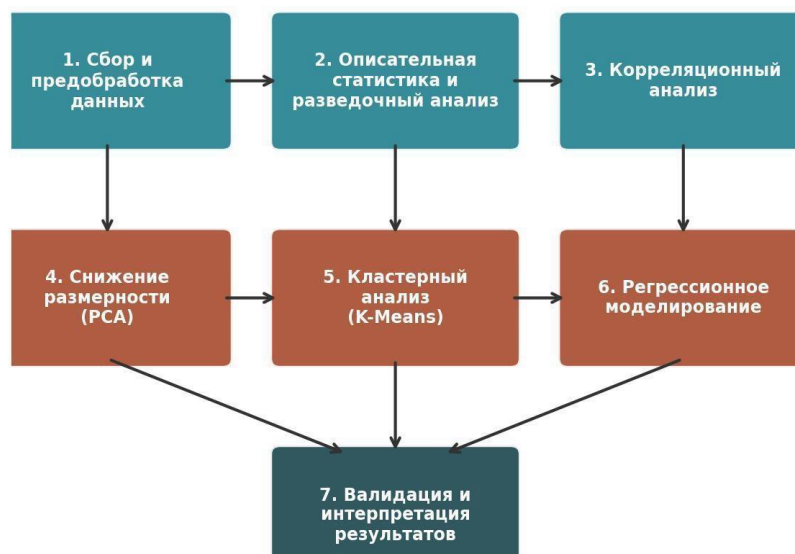 1. Сбор и
предобработка
данных
2. Описательная
статистика и
разведочный анализ
3. Корреляционный
анализ
4. Снижение
размерности
(PCA)
5. Кластерный
анализ
(K-Means)
6. Регрессионное
моделирование
7. Валидация и
интерпретация
результатов